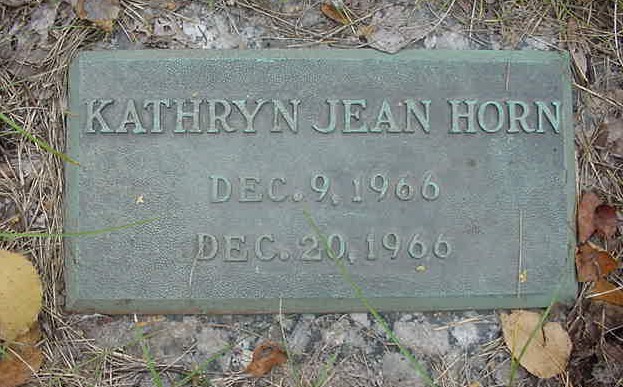 KATHRYN JEAN HORN
DEC. 9, 1966
DEC. 20, 1966